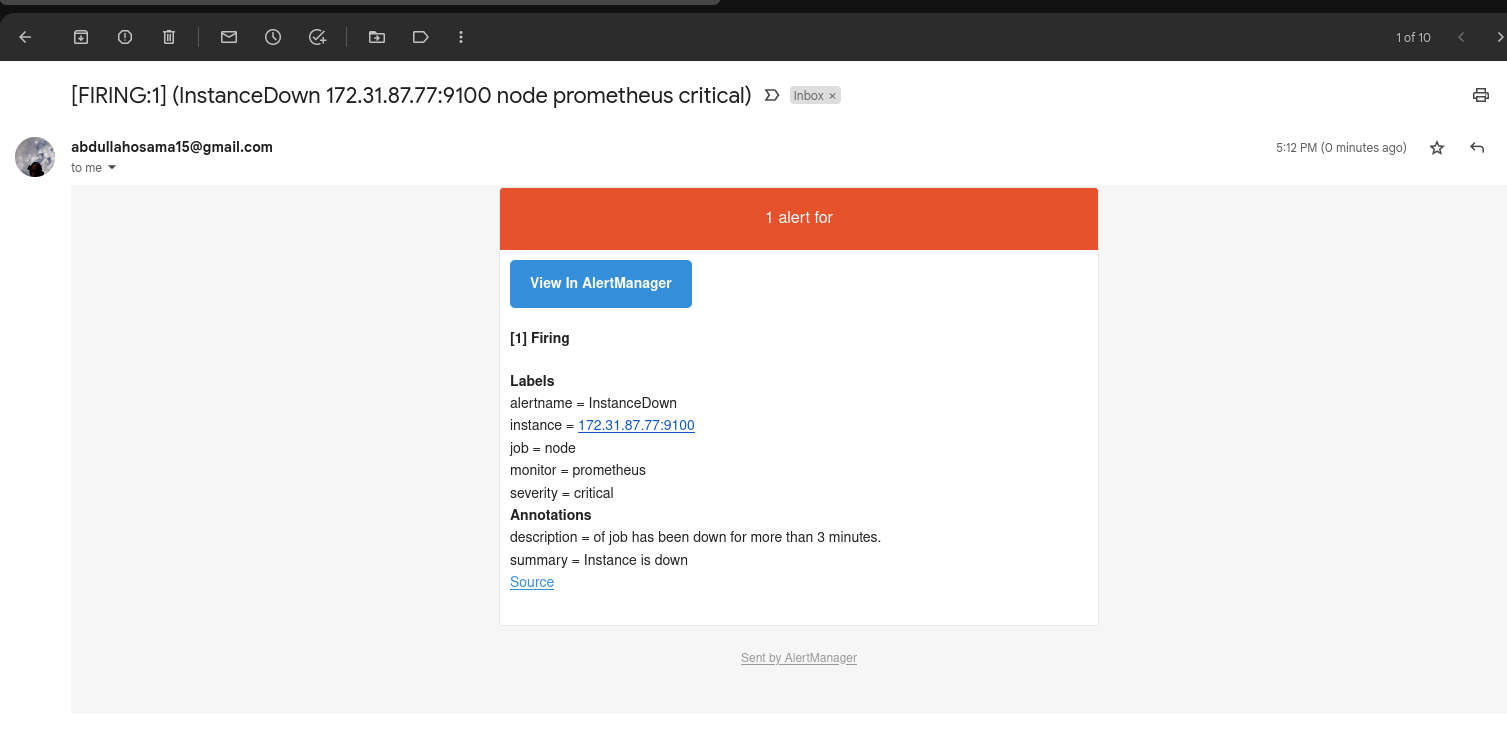 1 of 10
[FIRING:1] (InstanceDown 172.31.87.77:9100 node prometheus critical) Inbox ×
abdullahosama15@gmail.com 5:12 PM (0 minutes ago)
to me
1 alert for
View In AlertManager
[1] Firing
Labels
alertname = InstanceDown
instance = 172.31.87.77:9100
job = node
monitor = prometheus
severity = critical
Annotations
description = of job has been down for more than 3 minutes.
summary = Instance is down
Source
Sent by AlertManager